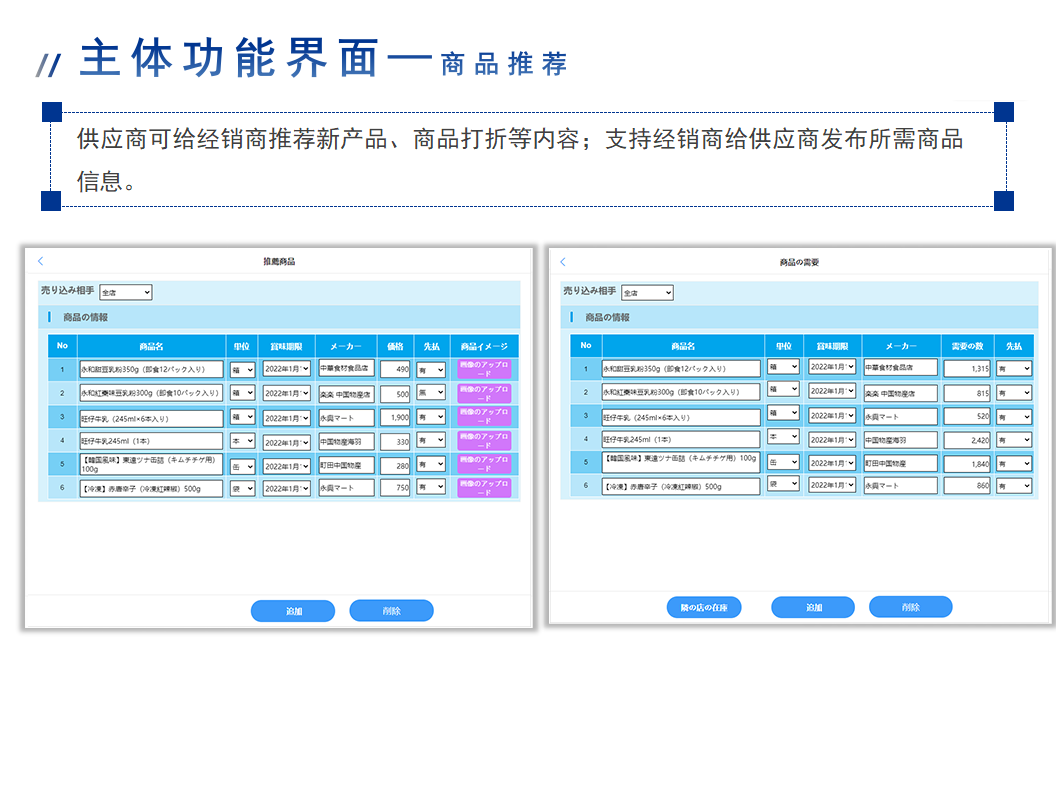 // 主体功能界面—商品推荐
供应商可给经销商推荐新产品、商品打折等内容；支持经销商给供应商发布所需商品
信息。
推薦商品
売り込み相手 全店
商品の情報
No 商品名 単位 賞味期限 メーカー 価格 先払 商品イメージ
1 永和甜豆乳粉350g（即食12パック入り） 箱 2022年1月 中華食材食品店 490 有 画像のアップロード
2 永和紅棗味豆乳粉300g（即食10パック入り） 箱 2022年1月 楽楽 中国物産店 500 無 画像のアップロード
3 旺仔牛乳（245ml×6本入り） 箱 2022年1月 永興マート 1,900 有 画像のアップロード
4 旺仔牛乳245ml（1本） 本 2022年1月 中国物産海羽 330 有 画像のアップロード
5 【韓国風味】東遠ツナ缶詰（キムチチゲ用）100g 缶 2022年1月 町田中国物産 280 有 画像のアップロード
6 【冷凍】赤唐辛子（冷凍紅辣椒）500g 袋 2022年1月 永興マート 750 有 画像のアップロード
追加 削除
商品の需要
売り込み相手 全店
商品の情報
No 商品名 単位 賞味期限 メーカー 需要の数 先払
1 永和甜豆乳粉350g（即食12パック入り） 箱 2022年1月 中華食材食品店 1,315 有
2 永和紅棗味豆乳粉300g（即食10パック入り） 箱 2022年1月 楽楽 中国物産店 815 有
3 旺仔牛乳（245ml×6本入り） 箱 2022年1月 永興マート 520 有
4 旺仔牛乳245ml（1本） 本 2022年1月 中国物産海羽 2,420 有
5 【韓国風味】東遠ツナ缶詰（キムチチゲ用）100g 缶 2022年1月 町田中国物産 1,840 有
6 【冷凍】赤唐辛子（冷凍紅辣椒）500g 袋 2022年1月 永興マート 860 有
隣の店の在庫 追加 削除